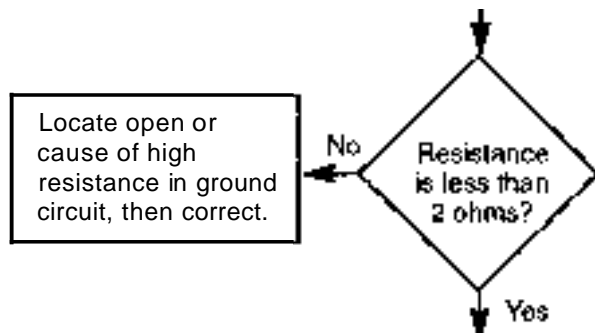 Locate open or
cause of high
resistance in ground
circuit, then correct.
No
Resistance
is less than
2 ohms?
Yes